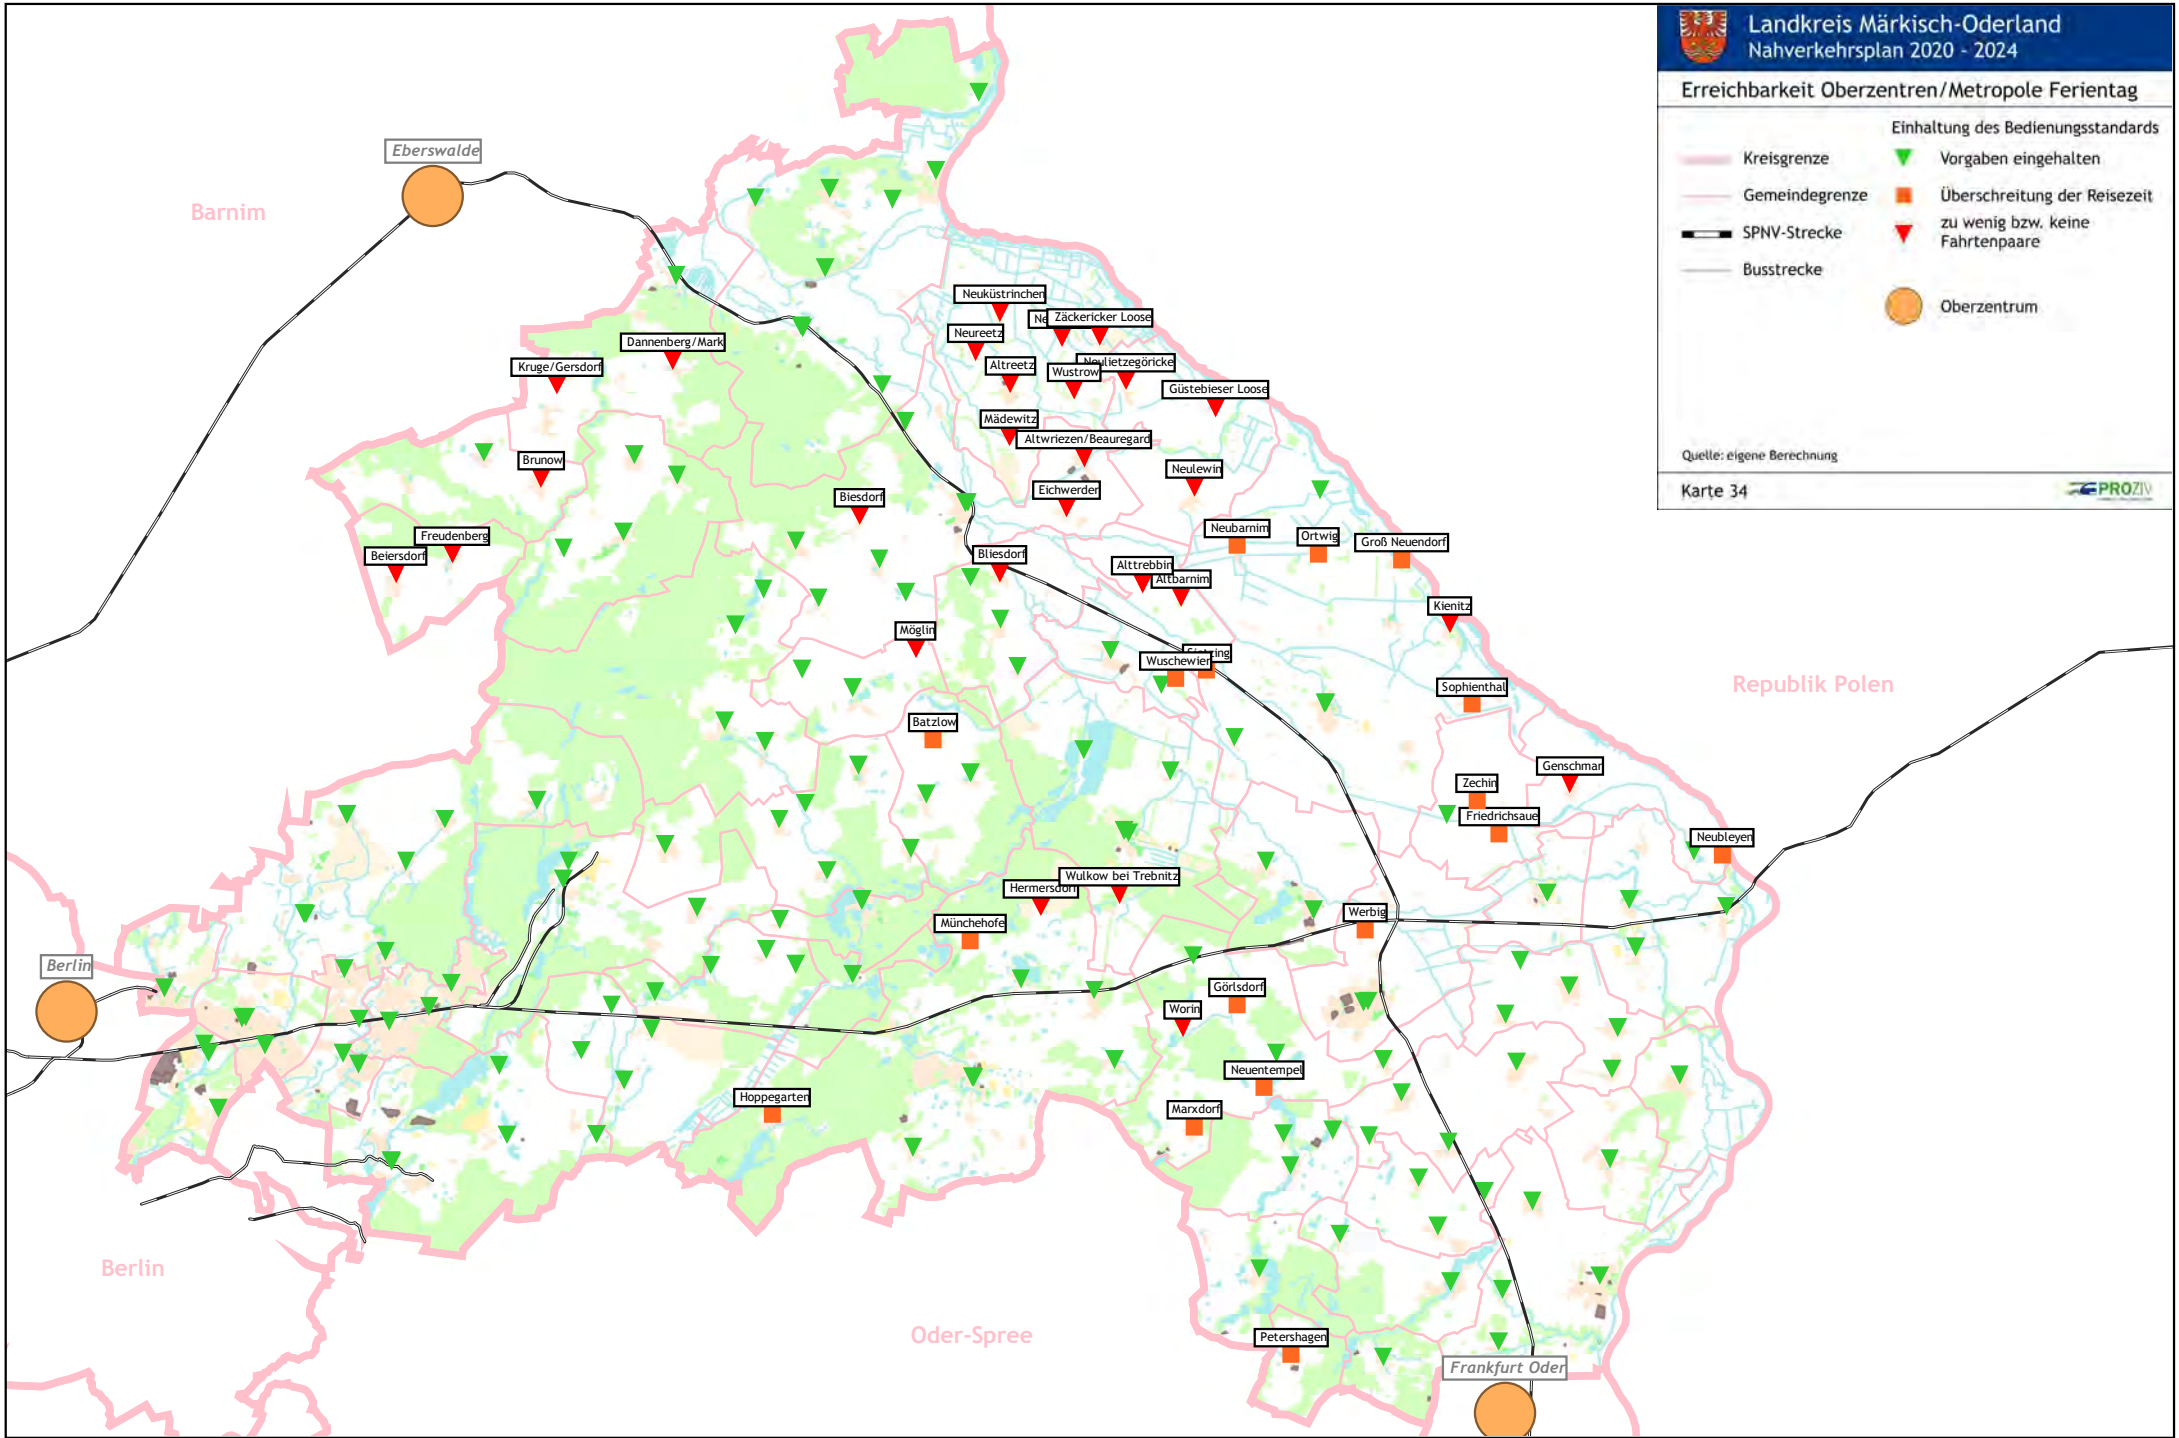 Landkreis Märkisch-Oderland
Nahverkehrsplan 2020 - 2024
Erreichbarkeit Oberzentren/Metropole Ferientag
Einhaltung des Bedienungsstandards
Kreisgrenze
Vorgaben eingehalten
Gemeindegrenze
Überschreitung der Reisezeit
SPNV-Strecke
zu wenig bzw. keine
Fahrtenpaare
Busstrecke
Oberzentrum
Quelle: eigene Berechnung
Karte 34
PROZIV
Eberswalde
Barnim
Neuküstrinchen
Zäckericker Loose
Neureetz
Dannenberg/Mark
Kruge/Gersdorf
Altreetz
Wustrow
Neulietzegöricke
Güstebieser Loose
Mädewitz
Altwriezen/Beauregard
Brunow
Neulewin
Eichwerder
Biesdorf
Neubarnim
Ortwig
Groß Neuendorf
Freudenberg
Beiersdorf
Bliesdorf
Alttrebbin
Altbarnim
Kienitz
Möglin
Wuschewier
Republik Polen
Sophienthal
Batzlow
Genschmar
Zechin
Friedrichsaue
Neubleyen
Wulkow bei Trebnitz
Hermersdorf
Werbig
Münchehofe
Berlin
Görlsdorf
Worin
Neuentempel
Hoppegarten
Marxdorf
Berlin
Oder-Spree
Petershagen
Frankfurt Oder